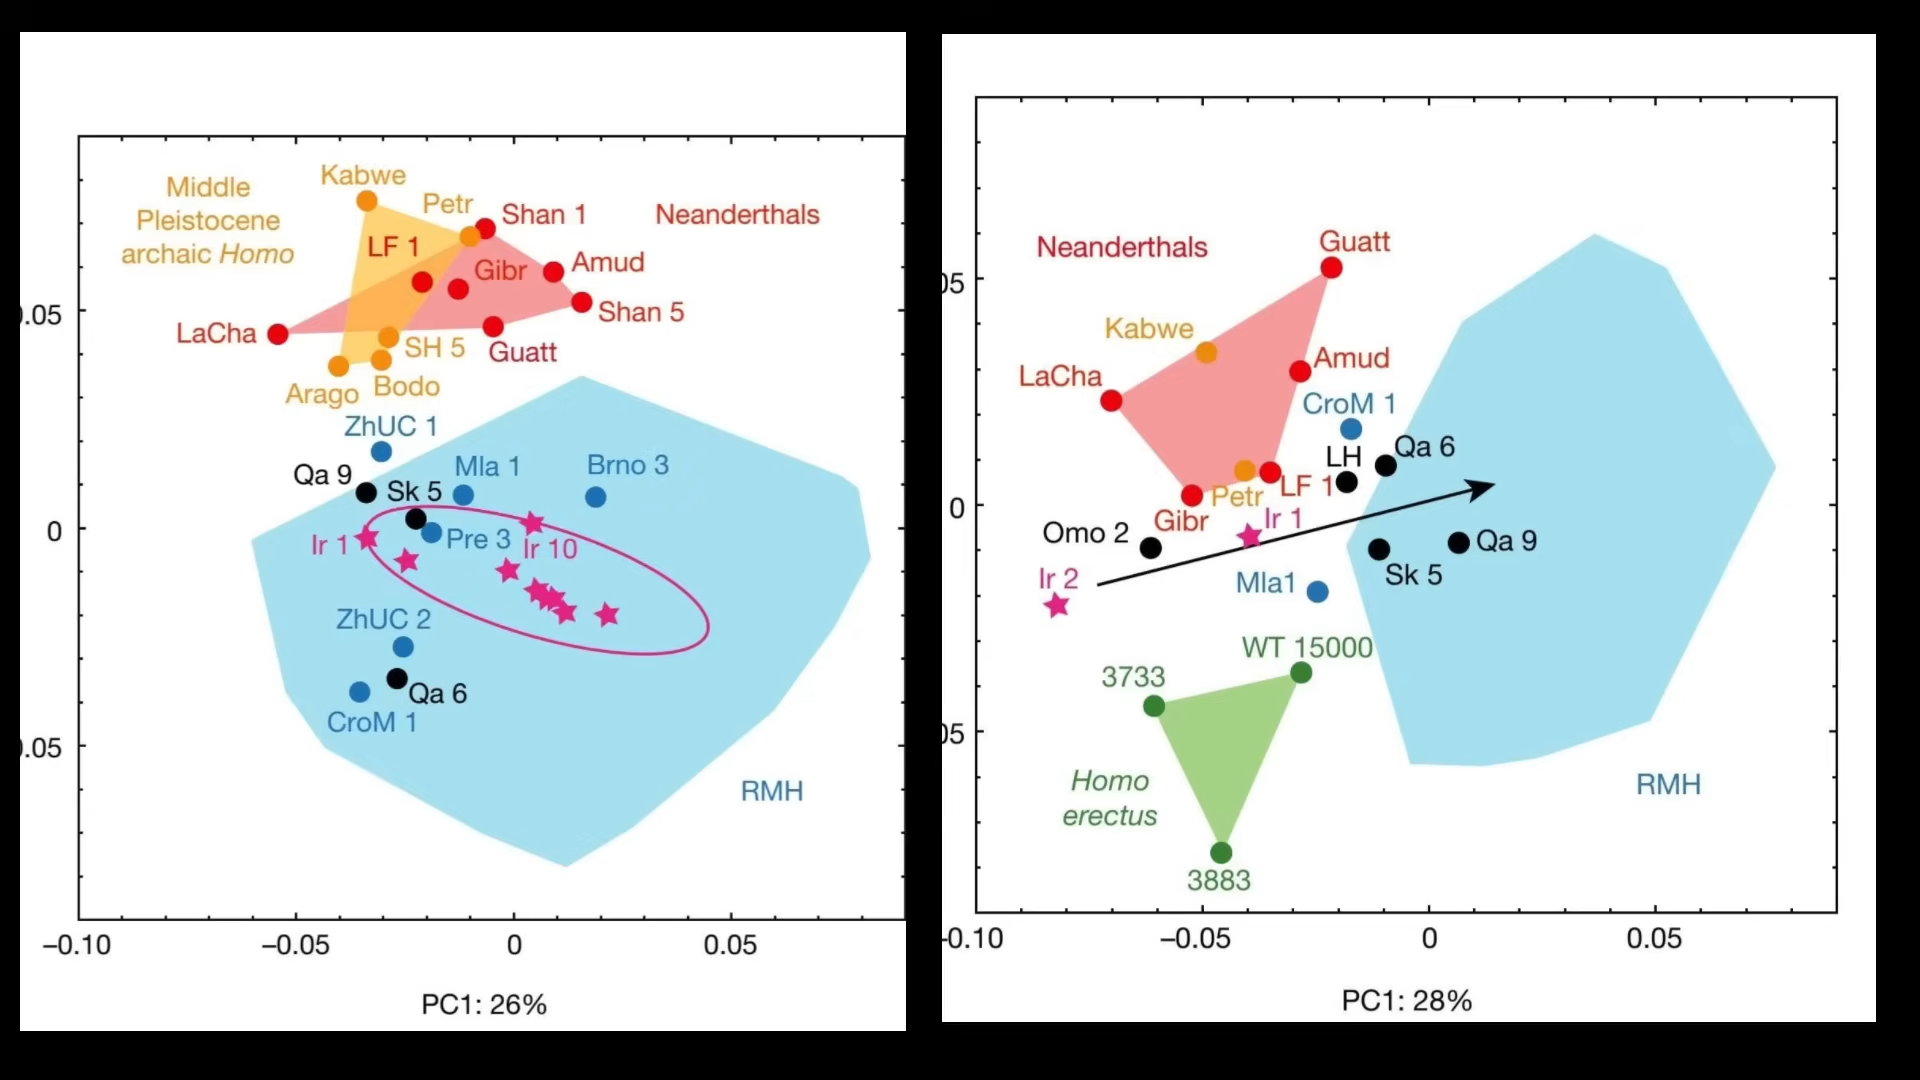 Kabwe
Middle
Pleistocene
archaic Homo
Petr
Shan 1
Neanderthals
LF 1
Gibr
Amud
.05
LaCha
Shan 5
SH 5
Guatt
Arago
Bodo
ZhUC 1
Qa 9
Sk 5
Mla 1
Brno 3
0
Ir 1
Pre 3
Ir 10
ZhUC 2
Qa 6
CroM 1
.05
RMH
−0.10
−0.05
0
0.05
PC1: 26%
Neanderthals
Guatt
05
Kabwe
Amud
LaCha
CroM 1
LH
Qa 6
0
Petr
LF 1
Gibr
Ir 1
Omo 2
Qa 9
Ir 2
Mla1
Sk 5
WT 15000
3733
05
Homo
erectus
RMH
3883
-0.10
−0.05
0
0.05
PC1: 28%